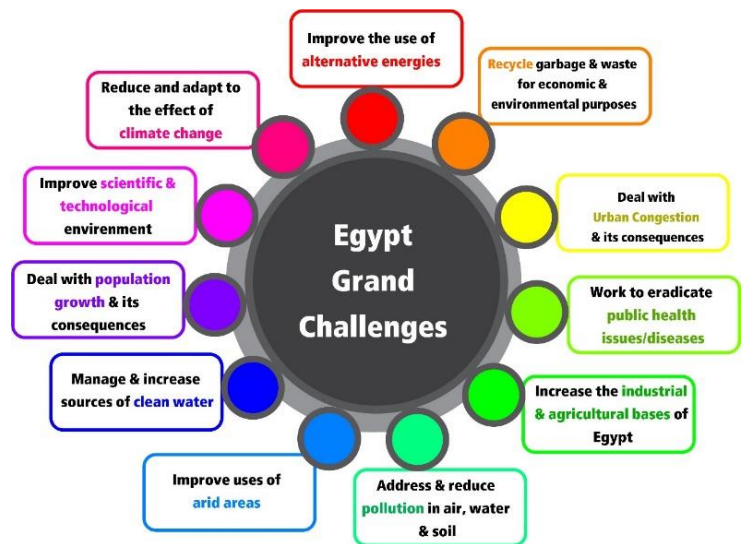 Egypt
Grand
Challenges
Improve the use of
alternative energies
Recycle garbage & waste
for economic &
environmental purposes
Deal with
Urban Congestion
& its consequences
Work to eradicate
public health
issues/diseases
Increase the industrial
& agricultural bases of
Egypt
Address & reduce
pollution in air, water
& soil
Improve uses of
arid areas
Manage & increase
sources of clean water
Deal with population
growth & its
consequences
Improve scientific &
technological
envirenment
Reduce and adapt to
the effect of
climate change